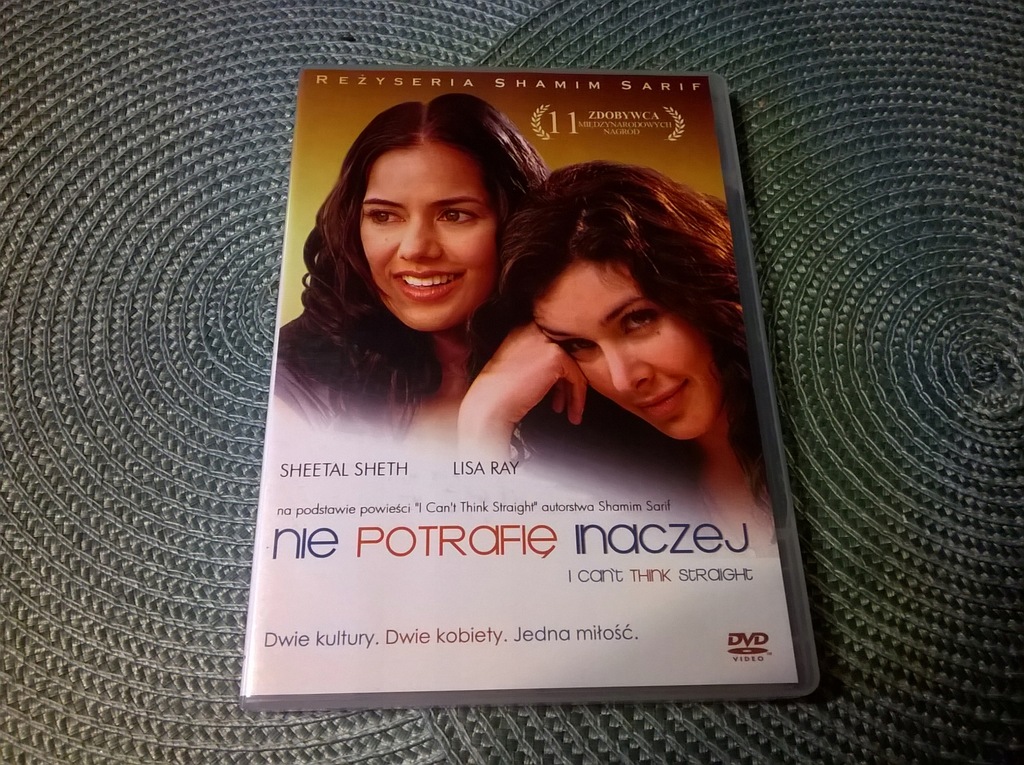 REŻYSERIA SHAMIM SARIF
11 ZDOBYWCA
MIĘDZYNARODOWYCH
NAGRÓD
SHEETAL SHETH LISA RAY
na podstawie powieści "I Can't Think Straight" autorstwa Shamim Sarif
NIE POTRAFIĘ INACZEJ
I CAN'T THINK STRAIGHT
Dwie kultury. Dwie kobiety. Jedna miłość.
DVD
VIDEO